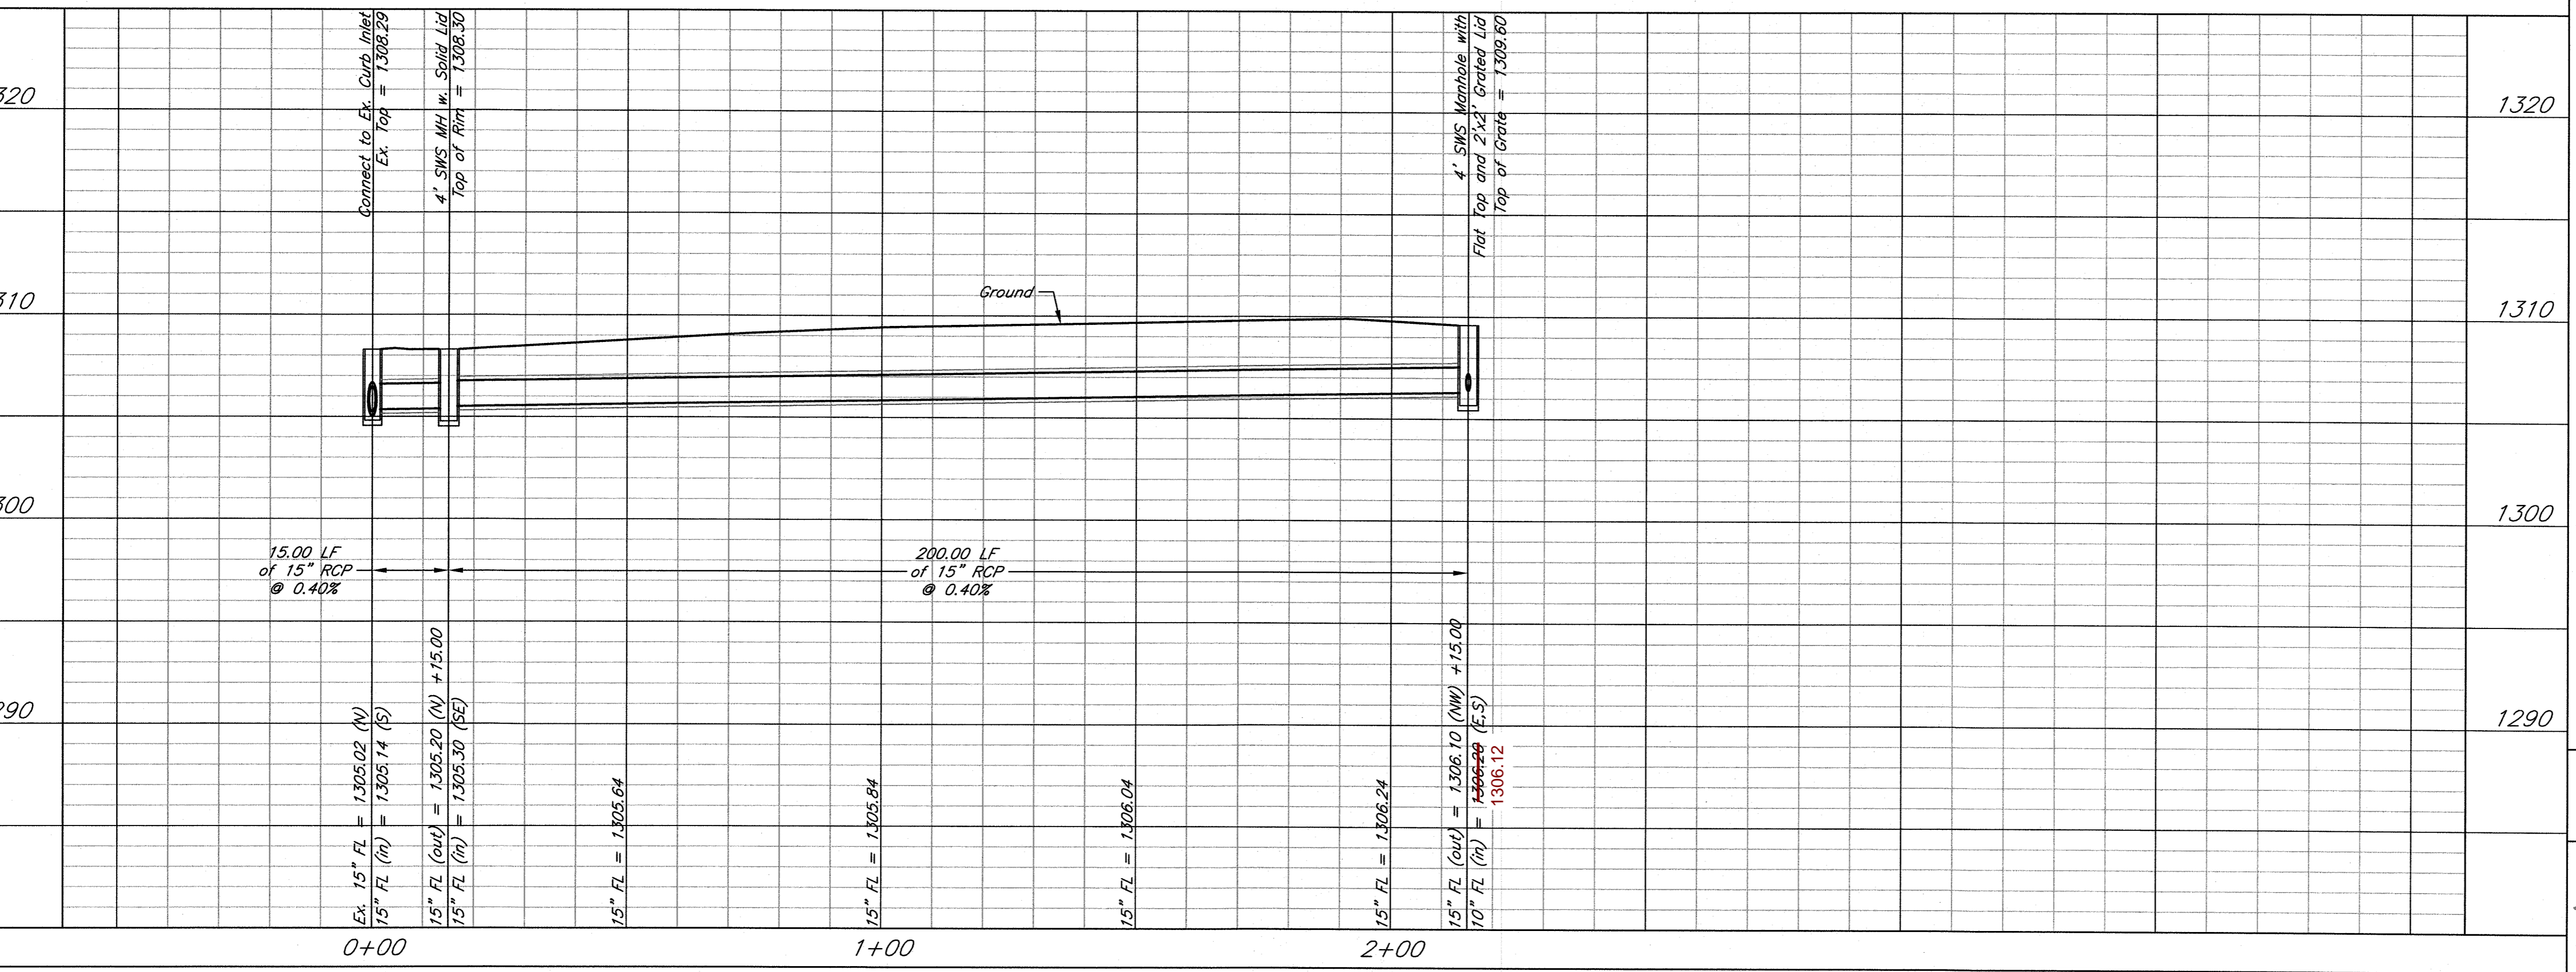 Connect to Ex. Curb Inlet
Ex. Top = 1308.29
4' SWS MH w. Solid Lid
Top of Rim = 1308.30
4' SWS Manhole with
Flat Top and 2'x2' Grated Lid
Top of Grate = 1309.60
320
1320
310
1310
Ground
300
1300
15.00 LF
of 15" RCP
@ 0.40%
200.00 LF
of 15" RCP
@ 0.40%
290
1290
Ex. 15" FL = 1305.02 (N)
15" FL (in) = 1305.14 (S)
15" FL (out) = 1305.20 (N) +15.00
15" FL (in) = 1305.30 (SE)
15" FL = 1305.64
15" FL = 1305.84
15" FL = 1306.04
15" FL = 1306.24
15" FL (out) = 1306.10 (NW) +15.00
10" FL (in) = 1306.20 (E,S)
1306.12
0+00
1+00
2+00